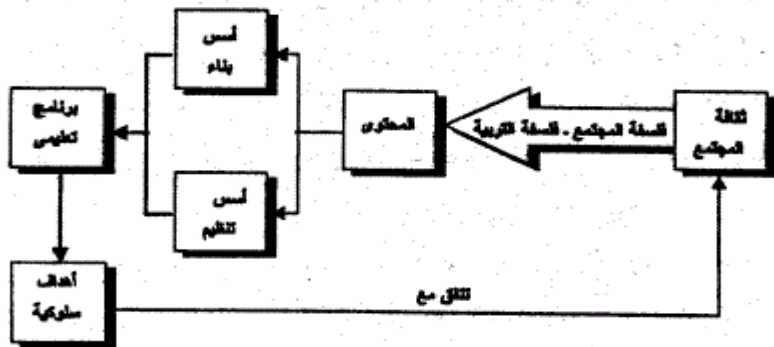 ثقافة
المجتمع
فلسفة المجتمع - فلسفة التربية
المحتوى
أسس
بناء
أسس
تنظيم
برنامج
تعليمى
أهداف
سلوكية
تتفق مع